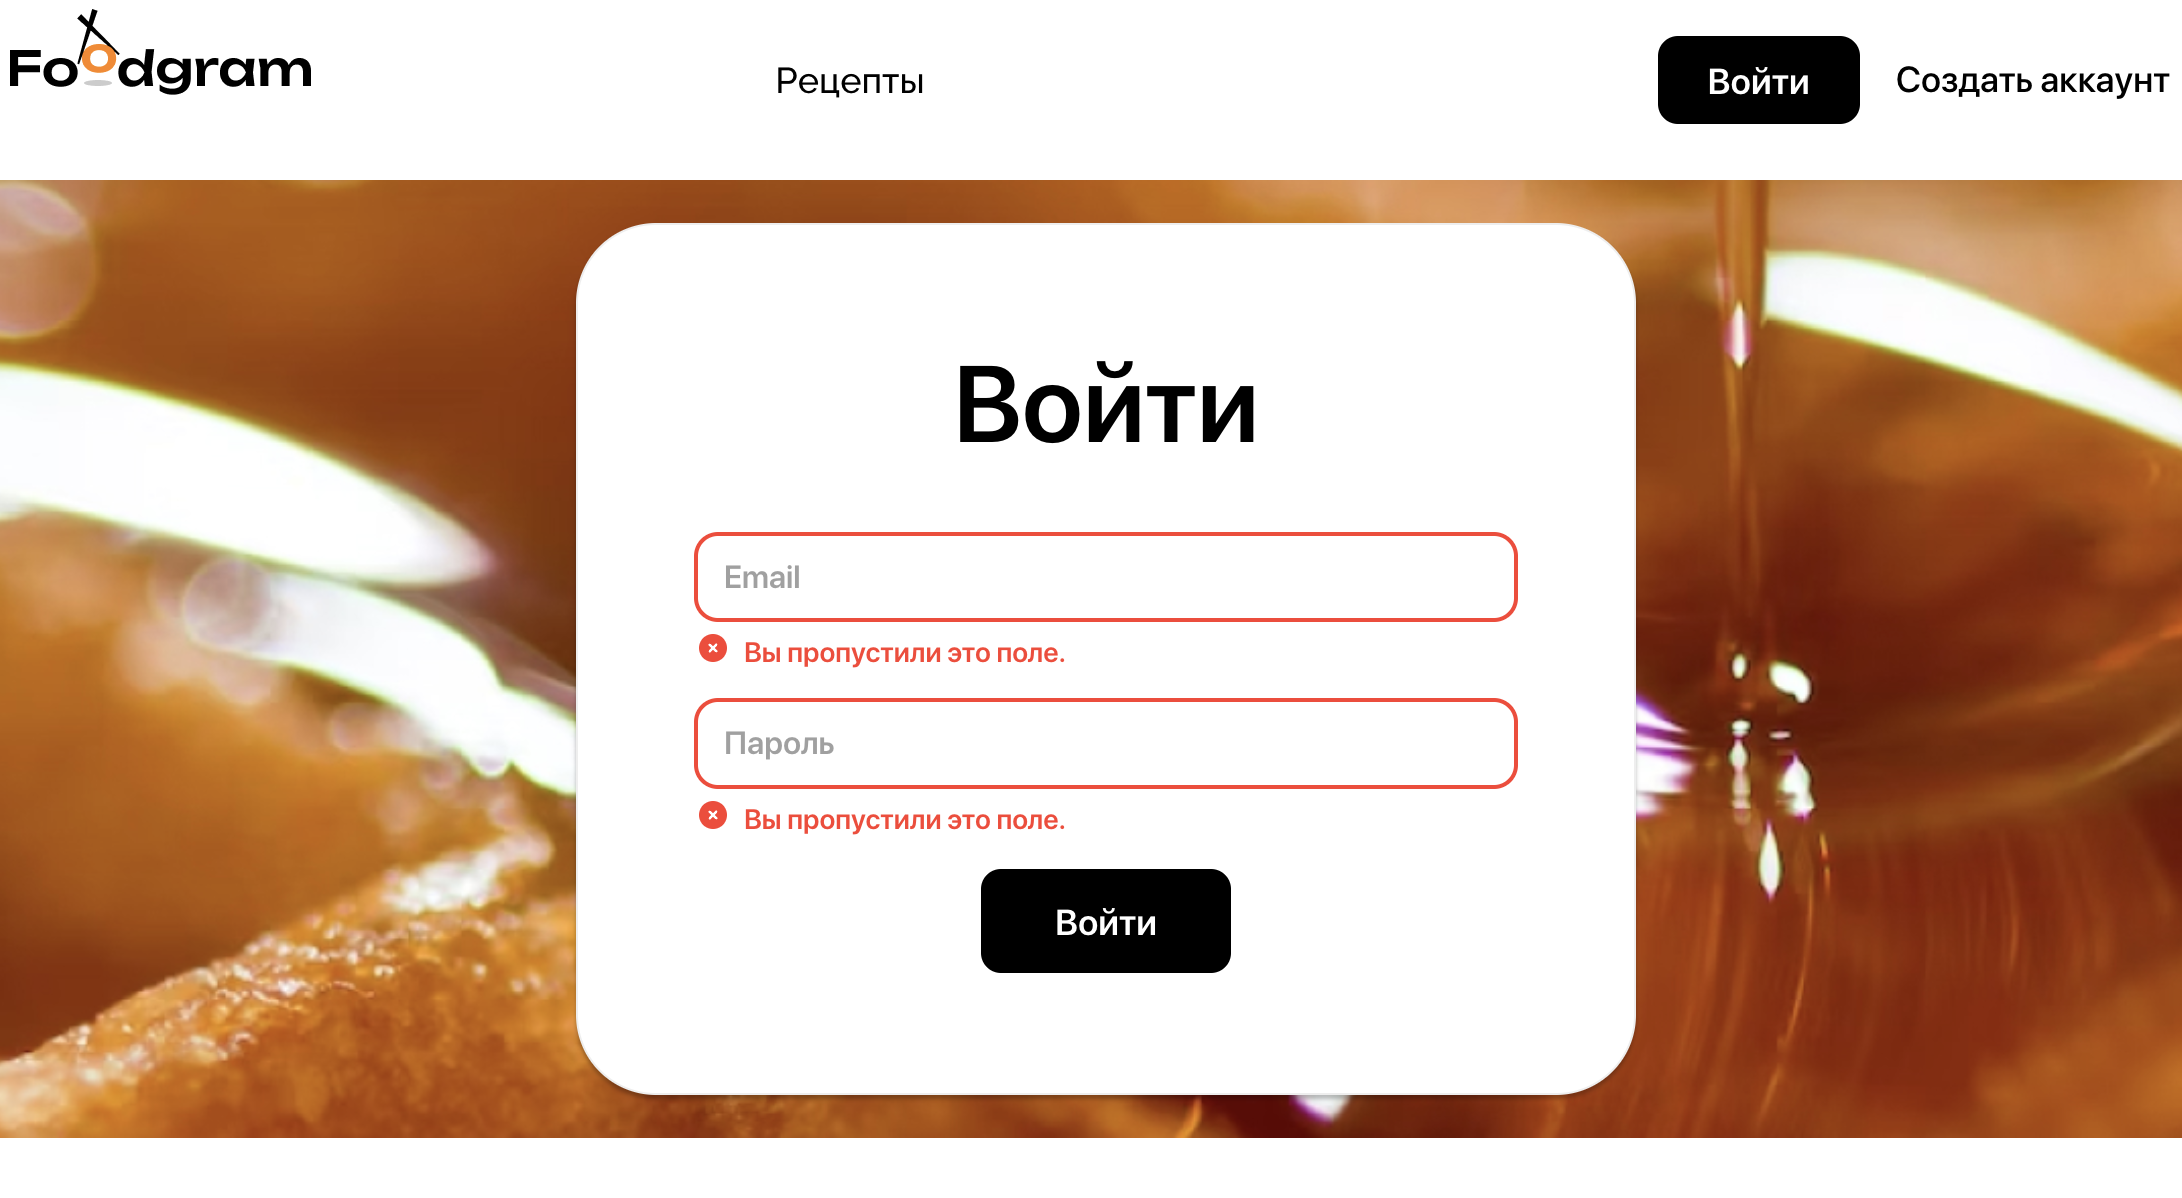 Foodgram
Рецепты
Войти
Создать аккаунт
Войти
Email
Вы пропустили это поле.
Пароль
Вы пропустили это поле.
Войти